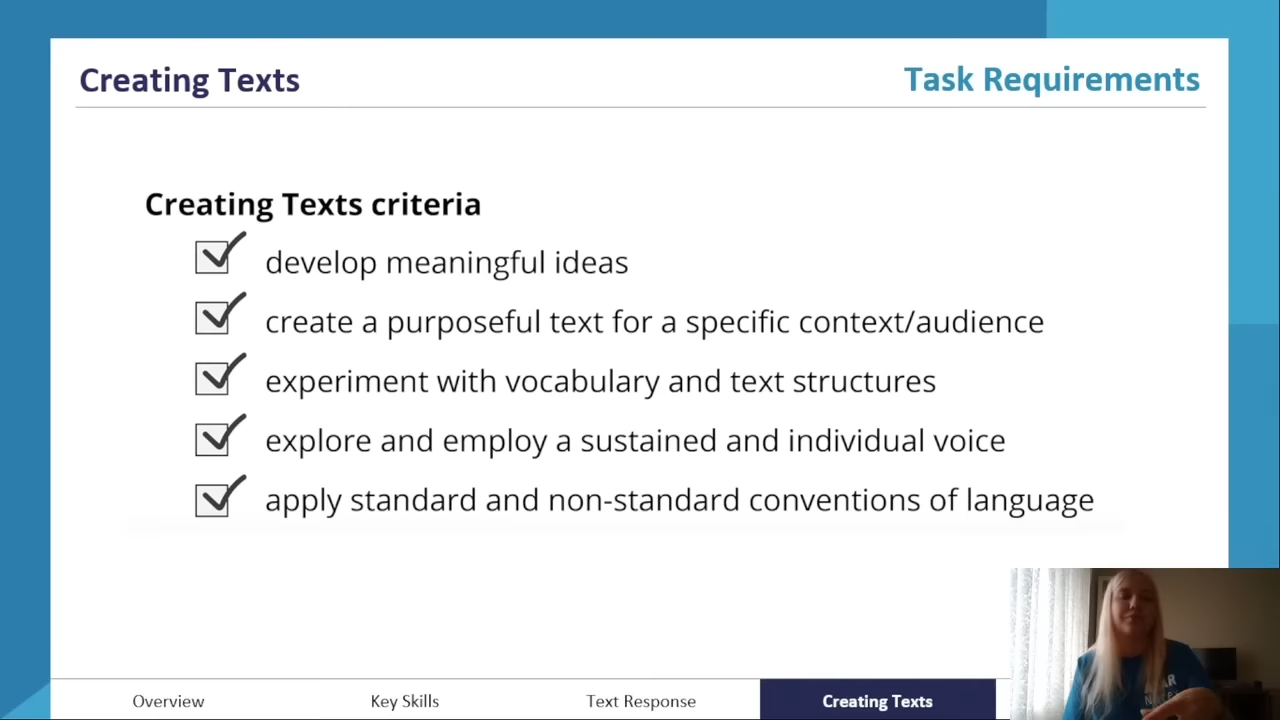 Creating Texts
Task Requirements
Creating Texts criteria
develop meaningful ideas
create a purposeful text for a specific context/audience
experiment with vocabulary and text structures
explore and employ a sustained and individual voice
apply standard and non-standard conventions of language
Overview
Key Skills
Text Response
Creating Texts